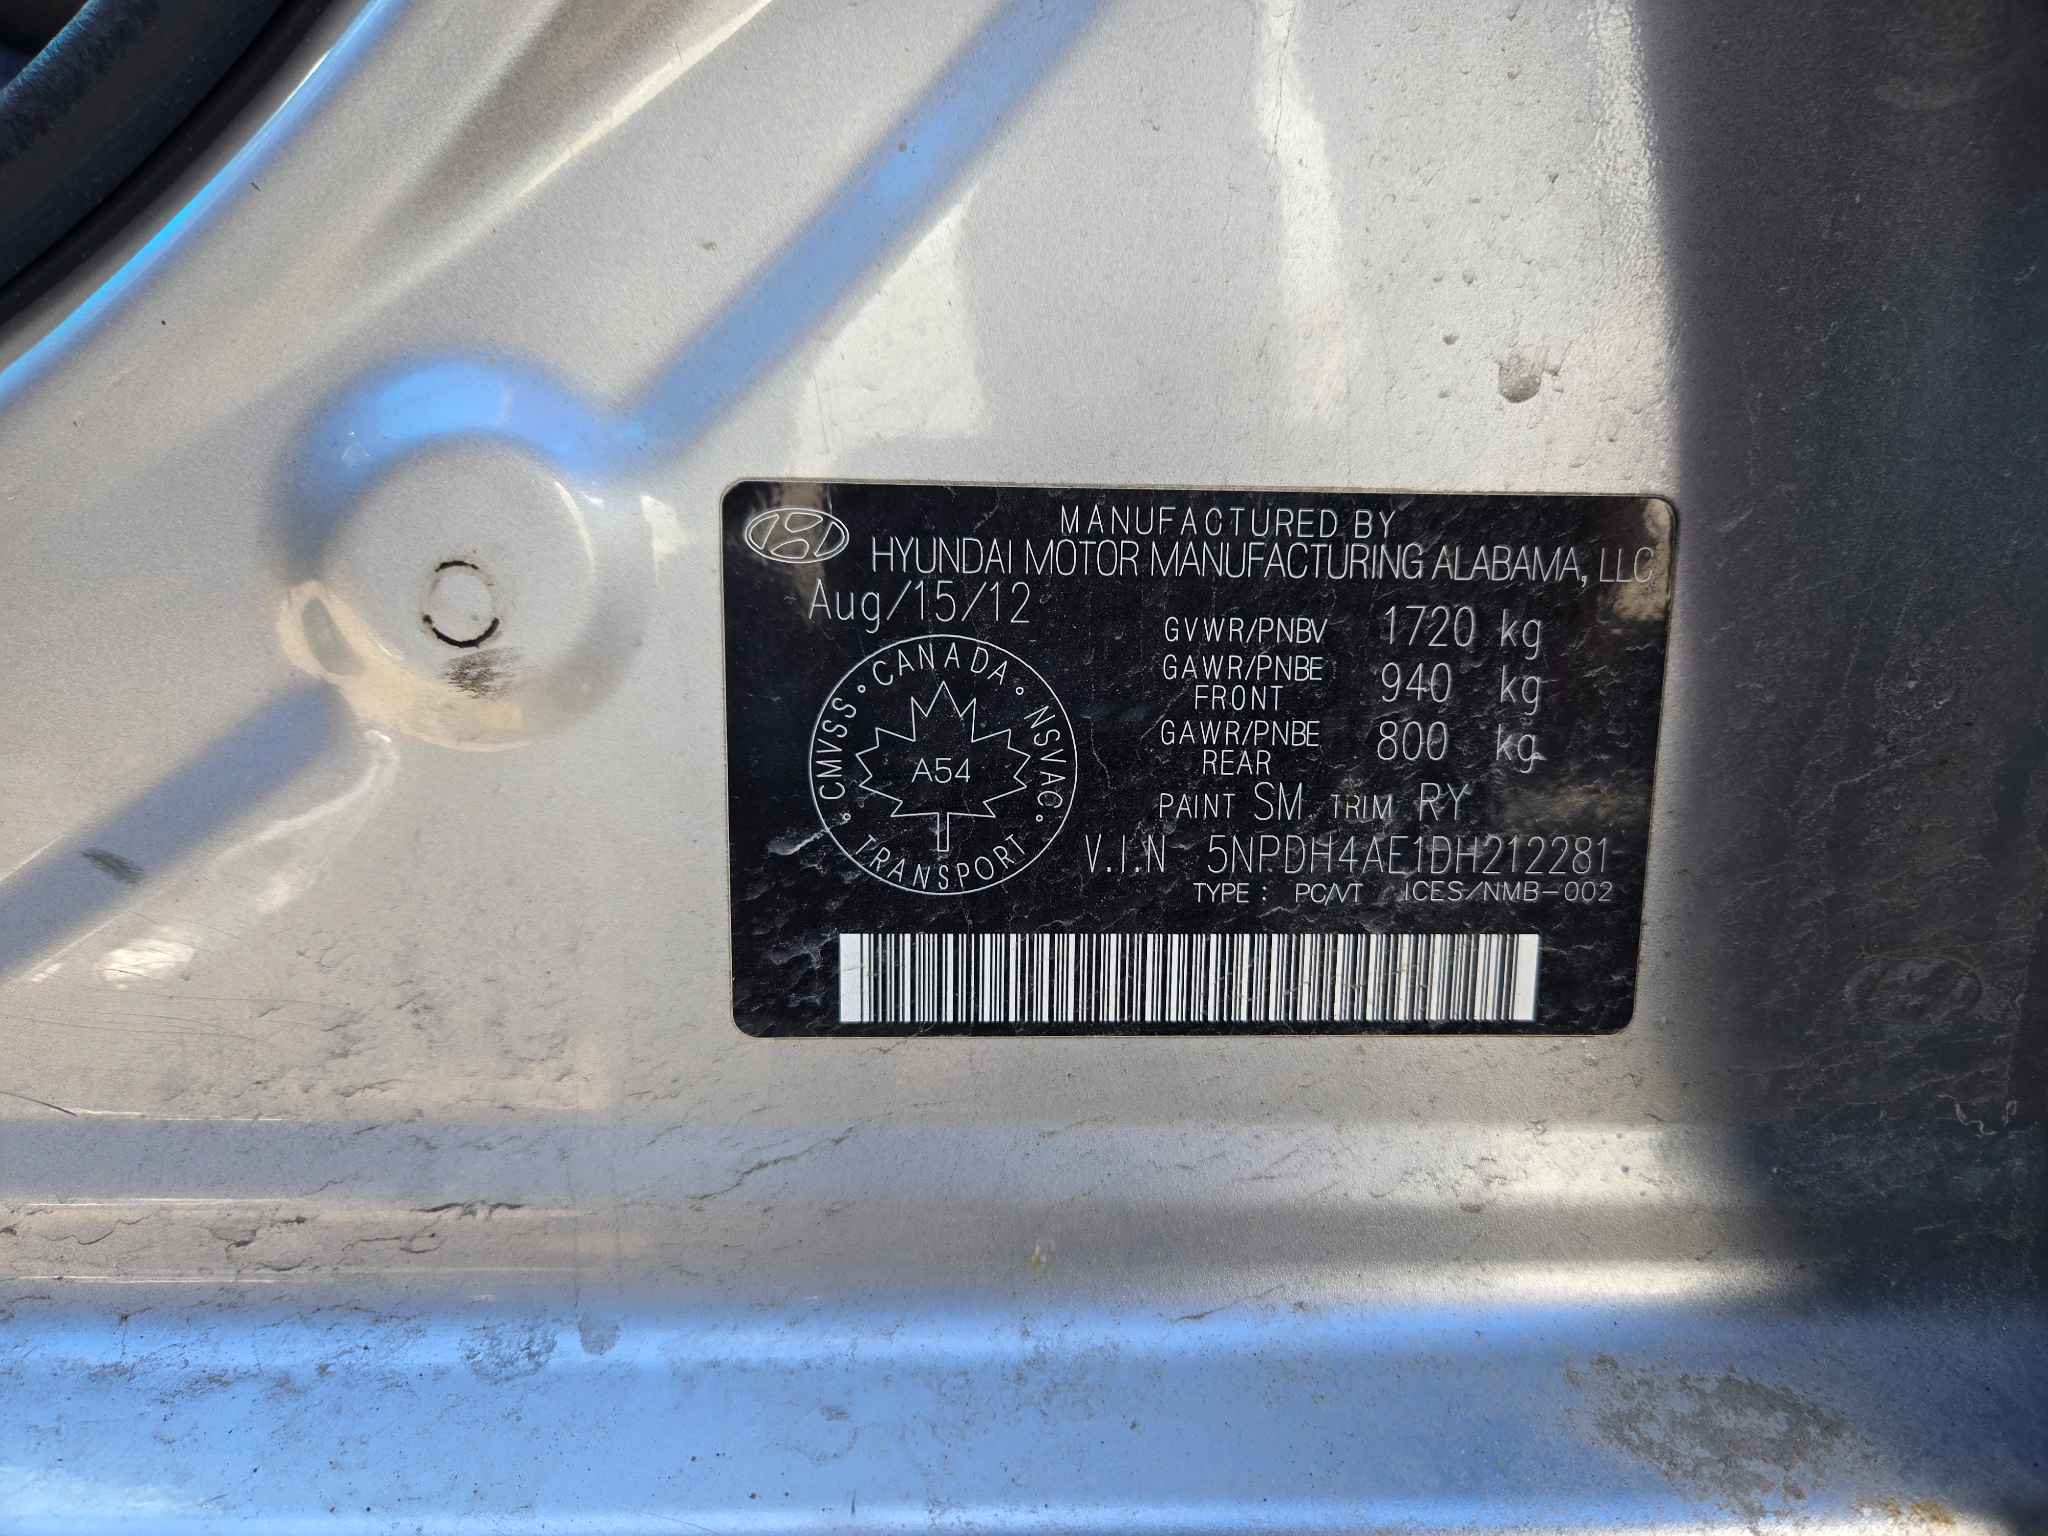 MANUFACTURED BY
HYUNDAI MOTOR MANUFACTURING ALABAMA, LLC
Aug/15/12
GVWR/PNBV 1720 kg
GAWR/PNBE FRONT 940 kg
GAWR/PNBE REAR 800 kg
CANADA
CMVSS
NSVAC
A54
TRANSPORT
PAINT SM TRIM RY
V.I.N 5NPDH4AE1DH212281
TYPE : PC/VT ICES/NMB-002